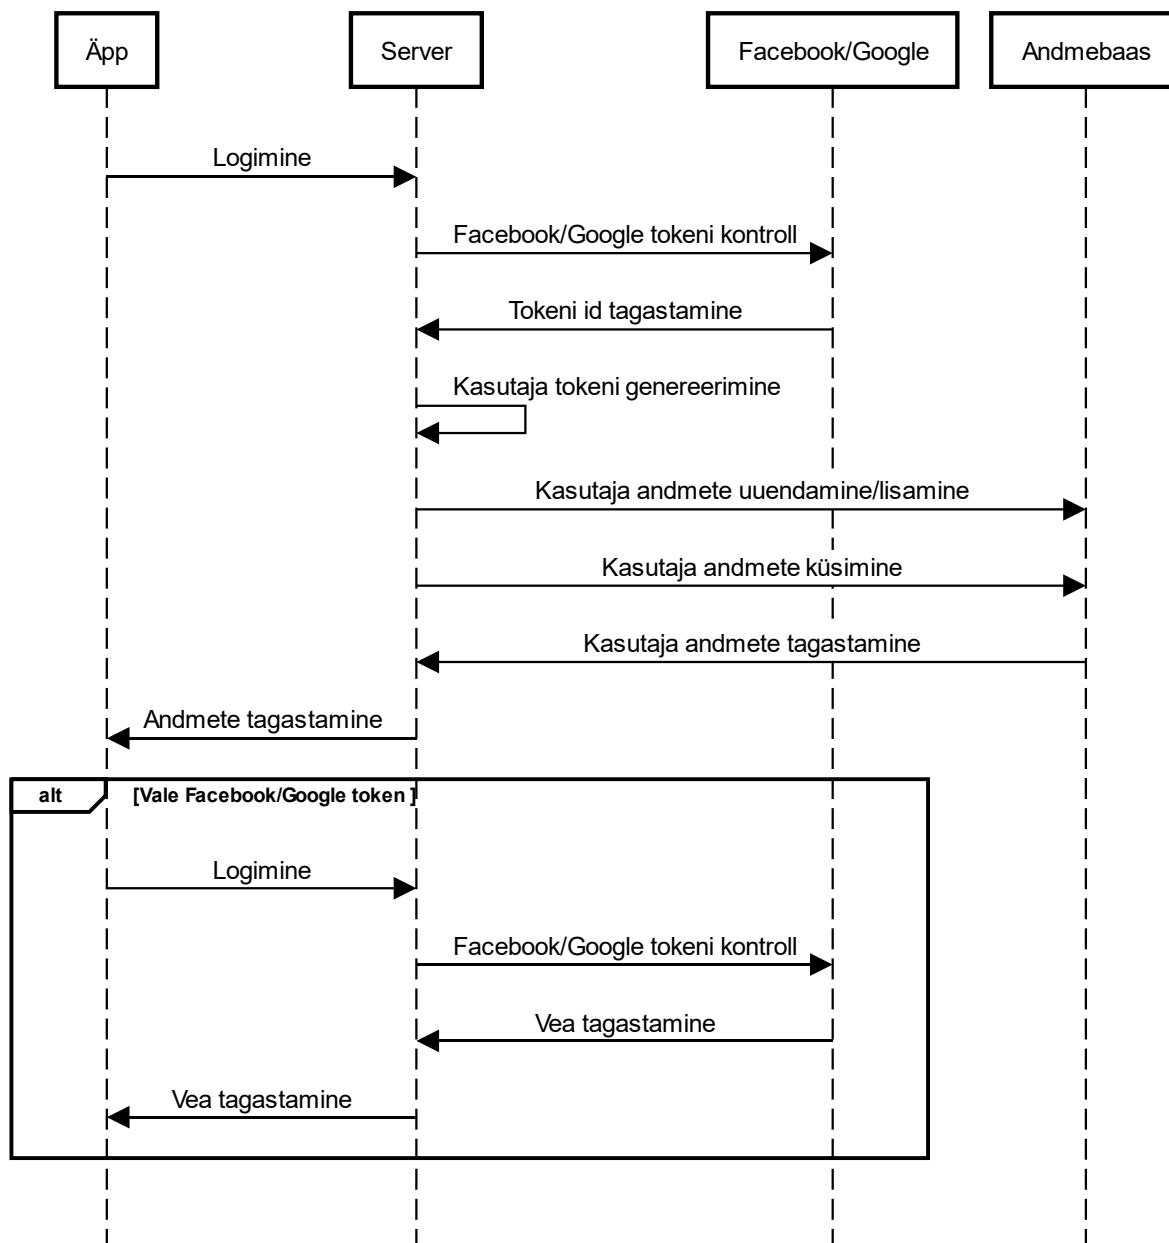 Äpp
Server
Facebook/Google
Andmebaas
Logimine
Facebook/Google tokeni kontroll
Tokeni id tagastamine
Kasutaja tokeni genereerimine
Kasutaja andmete uuendamine/lisamine
Kasutaja andmete küsimine
Kasutaja andmete tagastamine
Andmete tagastamine
alt [Vale Facebook/Google token ]
Logimine
Facebook/Google tokeni kontroll
Vea tagastamine
Vea tagastamine